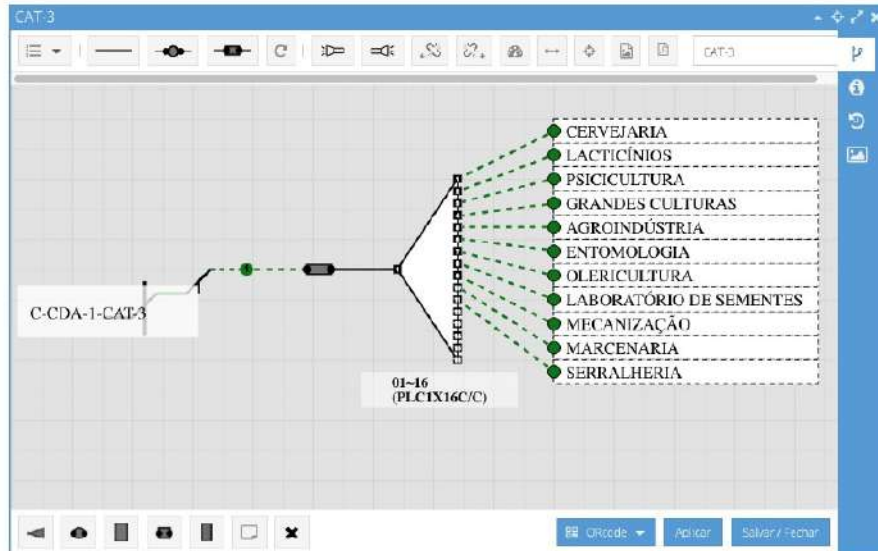 CAT-3
CAT-3
CERVEJARIA
LACTICÍNIOS
PSICICULTURA
GRANDES CULTURAS
AGROINDÚSTRIA
ENTOMOLOGIA
OLERICULTURA
LABORATÓRIO DE SEMENTES
MECANIZAÇÃO
MARCENARIA
SERRALHERIA
C-CDA-1-CAT-3
01~16
(PLC1X16C/C)
QRcode
Aplicar
Salvar / Fechar